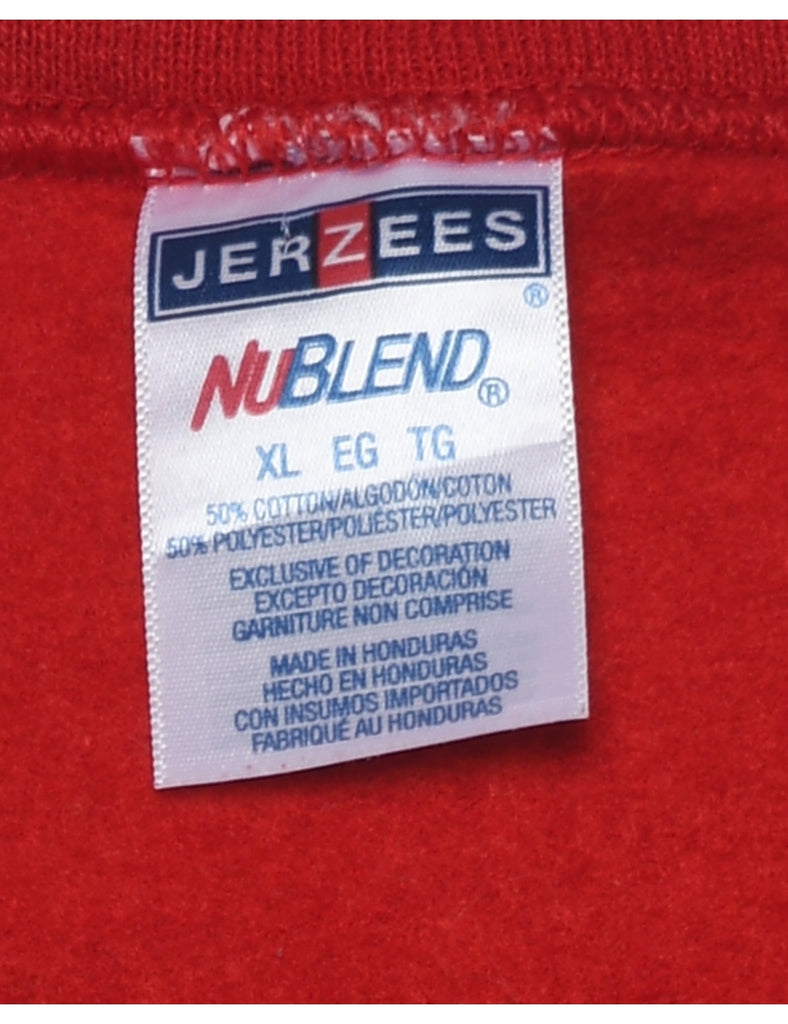 JERZEES
®
NUBLEND®
XL EG TG
50% COTTON/ALGODÓN/COTON
50% POLYESTER/POLIÉSTER/POLYESTER
EXCLUSIVE OF DECORATION
EXCEPTO DECORACIÓN
GARNITURE NON COMPRISE
MADE IN HONDURAS
HECHO EN HONDURAS
CON INSUMOS IMPORTADOS
FABRIQUÉ AU HONDURAS